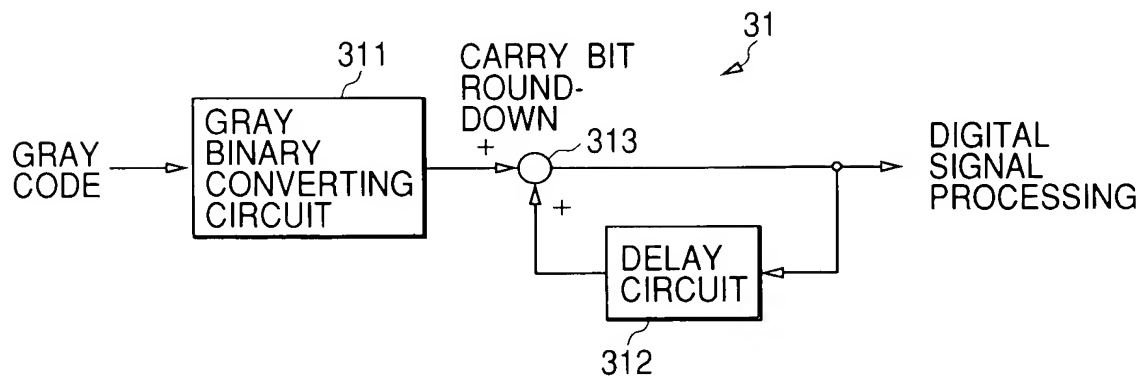 31
311
CARRY BIT
ROUND-
DOWN
GRAY
CODE
GRAY
BINARY
CONVERTING
CIRCUIT
+
313
+
DIGITAL
SIGNAL
PROCESSING
DELAY
CIRCUIT
312